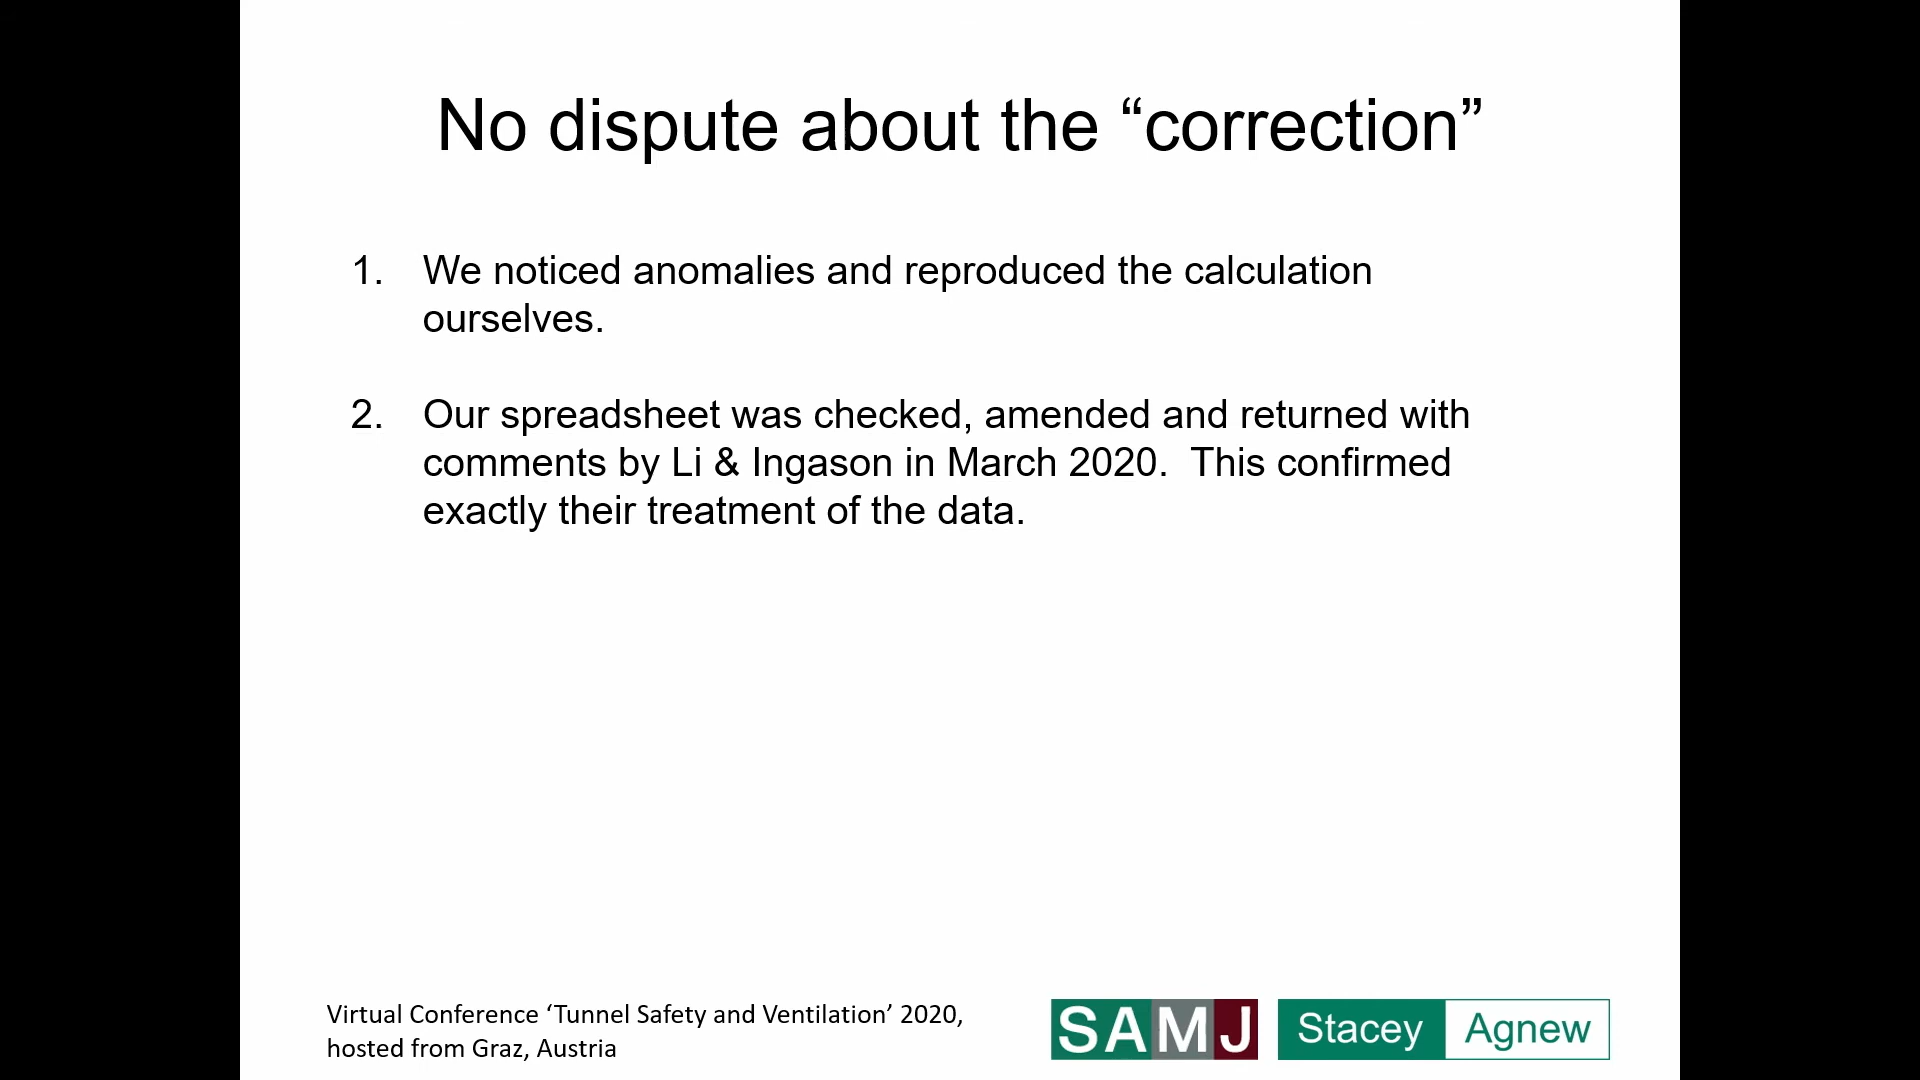 No dispute about the “correction”
1. We noticed anomalies and reproduced the calculation
ourselves.
2. Our spreadsheet was checked, amended and returned with
comments by Li & Ingason in March 2020.  This confirmed
exactly their treatment of the data.
Virtual Conference ‘Tunnel Safety and Ventilation’ 2020,
hosted from Graz, Austria
SAMJ
Stacey Agnew